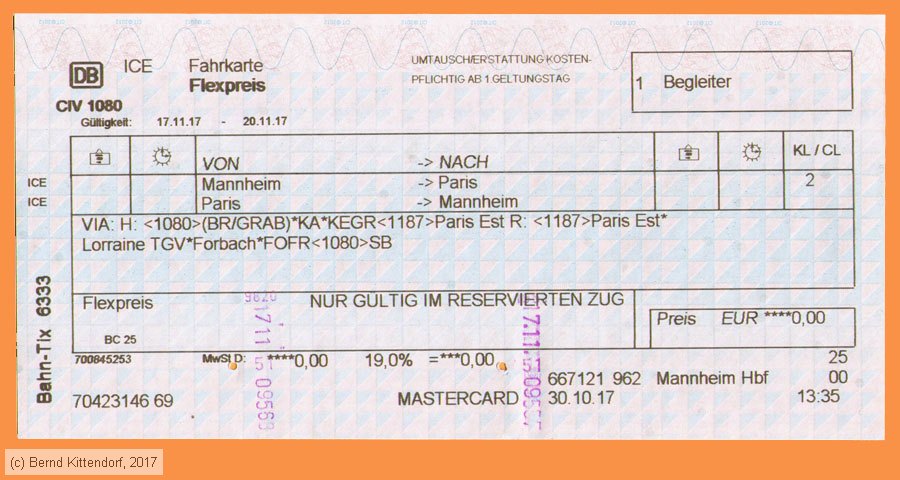 DB ICE Fahrkarte
Flexpreis
UMTAUSCH/ERSTATTUNG KOSTEN-
PFLICHTIG AB 1.GELTUNGSTAG
1 Begleiter
CIV 1080
Gültigkeit: 17.11.17 - 20.11.17
VON -> NACH KL / CL
ICE Mannheim -> Paris 2
ICE Paris -> Mannheim
VIA: H: <1080>(BR/GRAB)*KA*KEGR<1187>Paris Est R: <1187>Paris Est*
Lorraine TGV*Forbach*FOFR<1080>SB
Flexpreis NUR GÜLTIG IM RESERVIERTEN ZUG
Preis EUR ****0,00
BC 25
700845253 MwSt D: ****0,00 19,0% =***0,00 25
667121 962 Mannheim Hbf 00
70423146 69 MASTERCARD 30.10.17 13:35
Bahn-Tix 6333
(c) Bernd Kittendorf, 2017